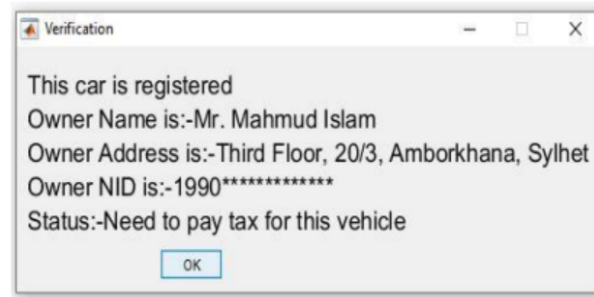 Verification
This car is registered
Owner Name is:-Mr. Mahmud Islam
Owner Address is:-Third Floor, 20/3, Amborkhana, Sylhet
Owner NID is:-1990*************
Status:-Need to pay tax for this vehicle
OK